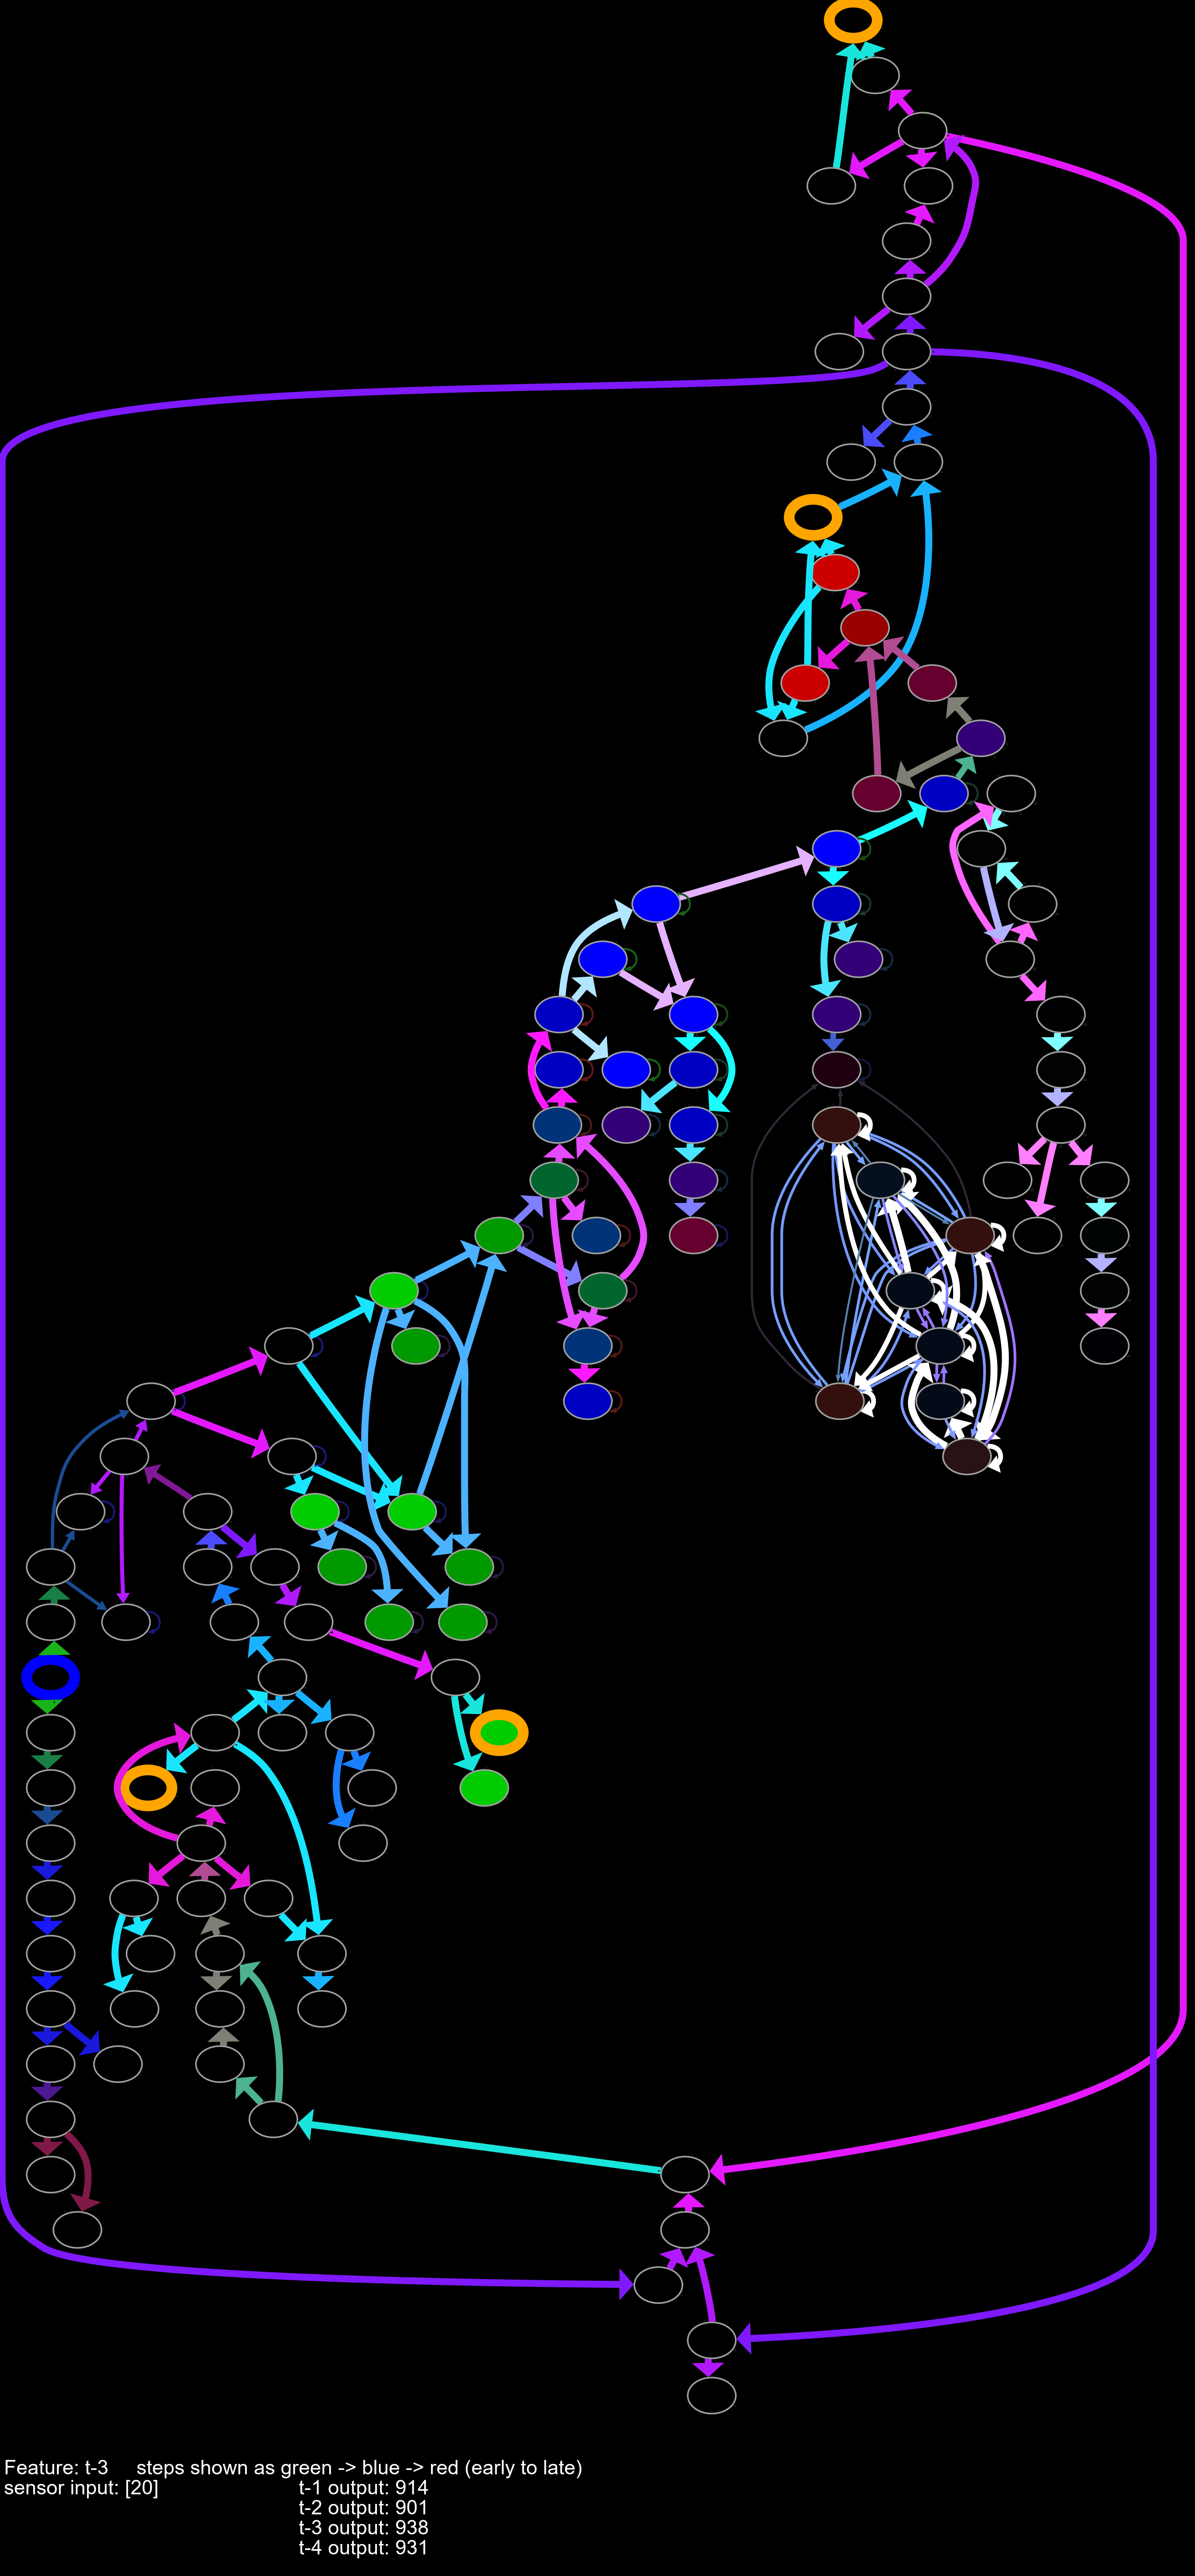 Feature: t-3 steps shown as green -> blue -> red (early to late)
sensor input: [20] t-1 output: 914
t-2 output: 901
t-3 output: 938
t-4 output: 931